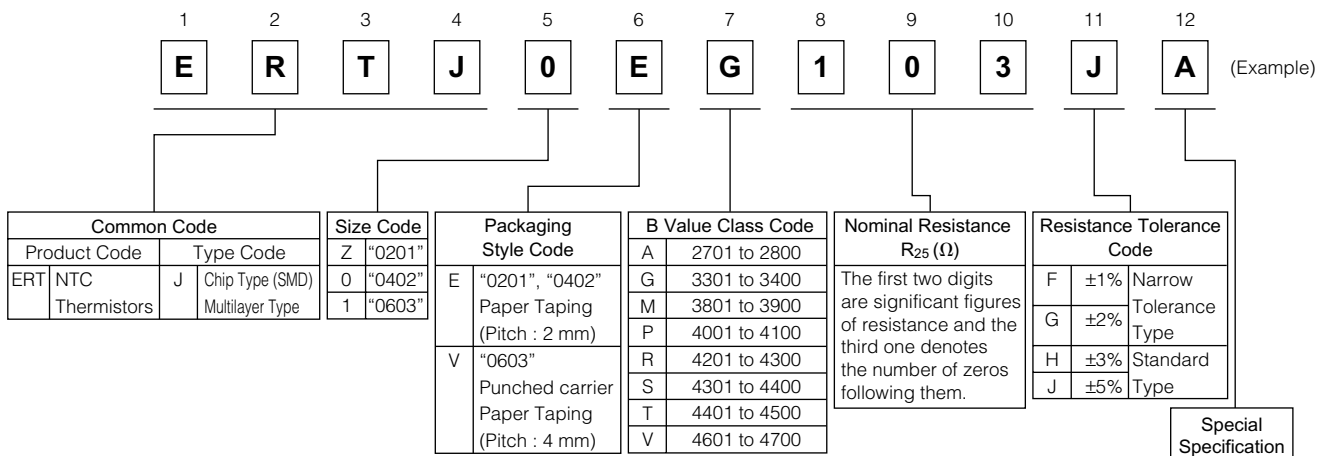 1 2 3 4 5 6 7 8 9 10 11 12
E R T J 0 E G 1 0 3 J A (Example)
Common Code
Product Code Type Code
ERT NTC J Chip Type (SMD)
Thermistors Multilayer Type
Size Code
Z "0201"
0 "0402"
1 "0603"
Packaging
Style Code
E "0201", "0402"
Paper Taping
(Pitch : 2 mm)
V "0603"
Punched carrier
Paper Taping
(Pitch : 4 mm)
B Value Class Code
A 2701 to 2800
G 3301 to 3400
M 3801 to 3900
P 4001 to 4100
R 4201 to 4300
S 4301 to 4400
T 4401 to 4500
V 4601 to 4700
Nominal Resistance
R25 (Ω)
The first two digits
are significant figures
of resistance and the
third one denotes
the number of zeros
following them.
Resistance Tolerance
Code
F ±1% Narrow
Tolerance
G ±2%
Type
H ±3% Standard
J ±5% Type
Special
Specification